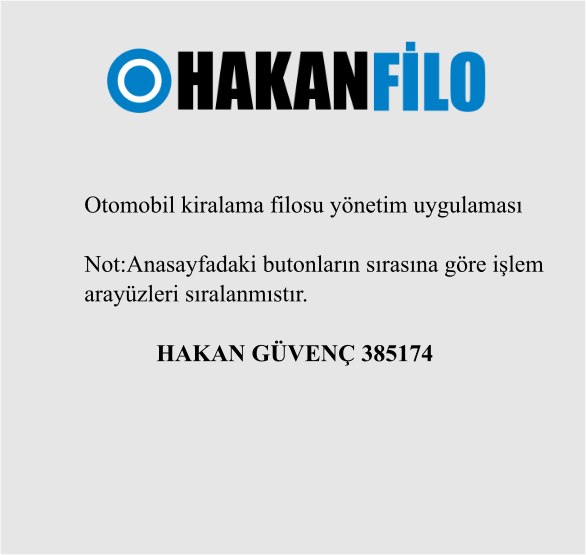 HAKANFİLO
Otomobil kiralama filosu yönetim uygulaması
Not:Anasayfadaki butonların sırasına göre işlem
arayüzleri sıralanmıstır.
HAKAN GÜVENÇ 385174